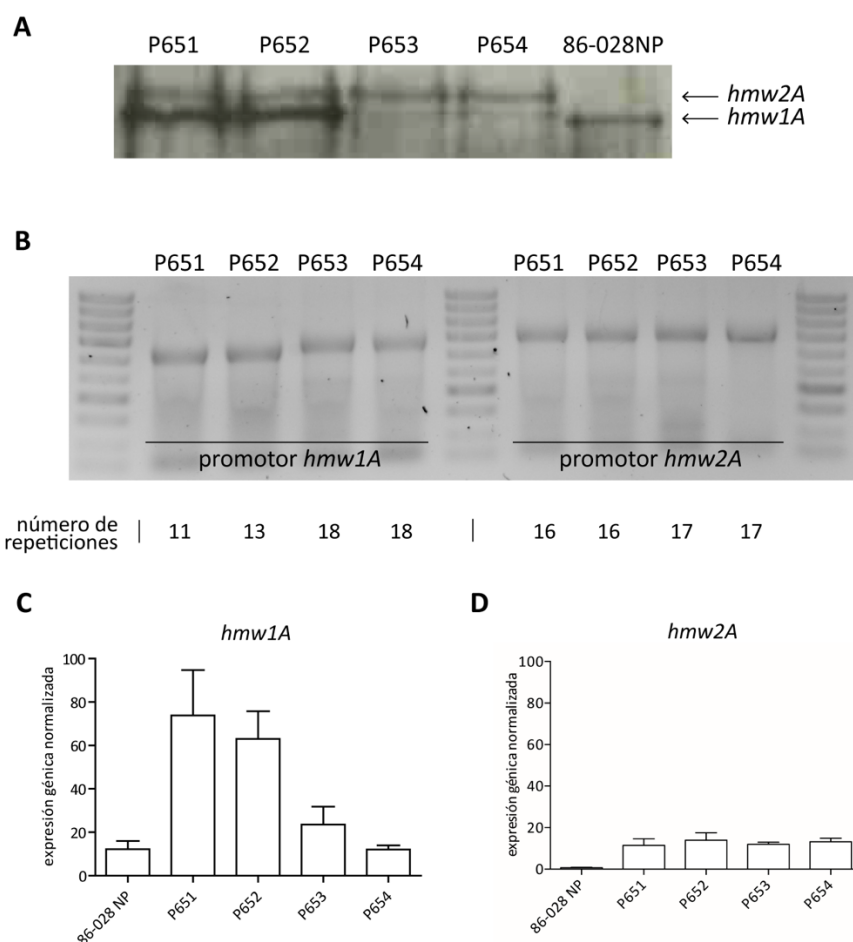 A
P651 P652 P653 P654 86-028NP
← hmw2A
← hmw1A
B
P651 P652 P653 P654 P651 P652 P653 P654
promotor hmw1A promotor hmw2A
número de
repeticiones | 11 13 18 18 | 16 16 17 17
C
hmw1A
expresión génica normalizada
100
80
60
40
20
0
86-028 NP P651 P652 P653 P654
D
hmw2A
expresión génica normalizada
100
80
60
40
20
0
86-028 NP P651 P652 P653 P654